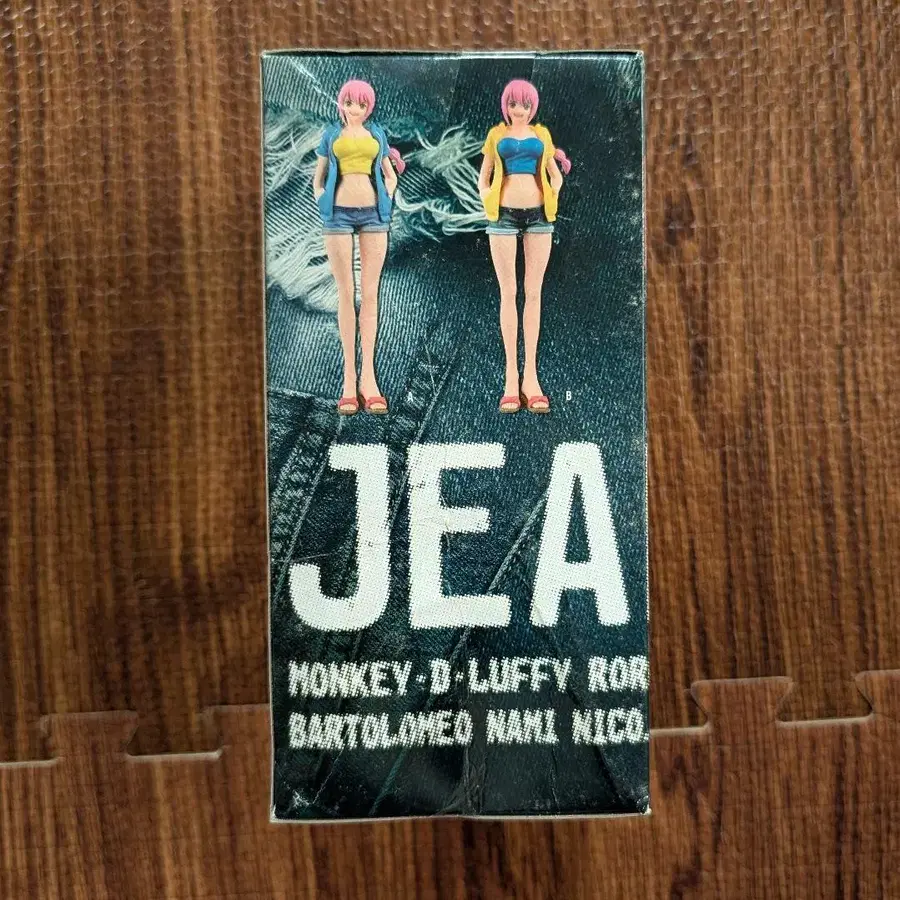 A B
JEA
MONKEY·D·LUFFY ROR
BARTOLOMEO NAMI NICO